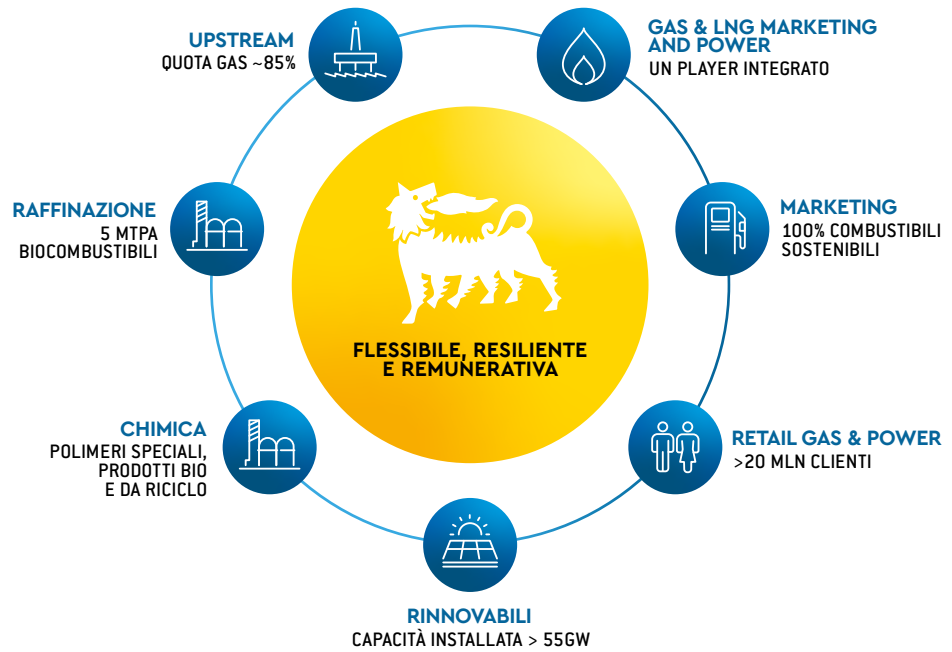 UPSTREAM
QUOTA GAS ~85%
GAS & LNG MARKETING
AND POWER
UN PLAYER INTEGRATO
RAFFINAZIONE
5 MTPA
BIOCOMBUSTIBILI
MARKETING
100% COMBUSTIBILI
SOSTENIBILI
FLESSIBILE, RESILIENTE
E REMUNERATIVA
CHIMICA
POLIMERI SPECIALI,
PRODOTTI BIO
E DA RICICLO
RETAIL GAS & POWER
>20 MLN CLIENTI
RINNOVABILI
CAPACITÀ INSTALLATA > 55GW